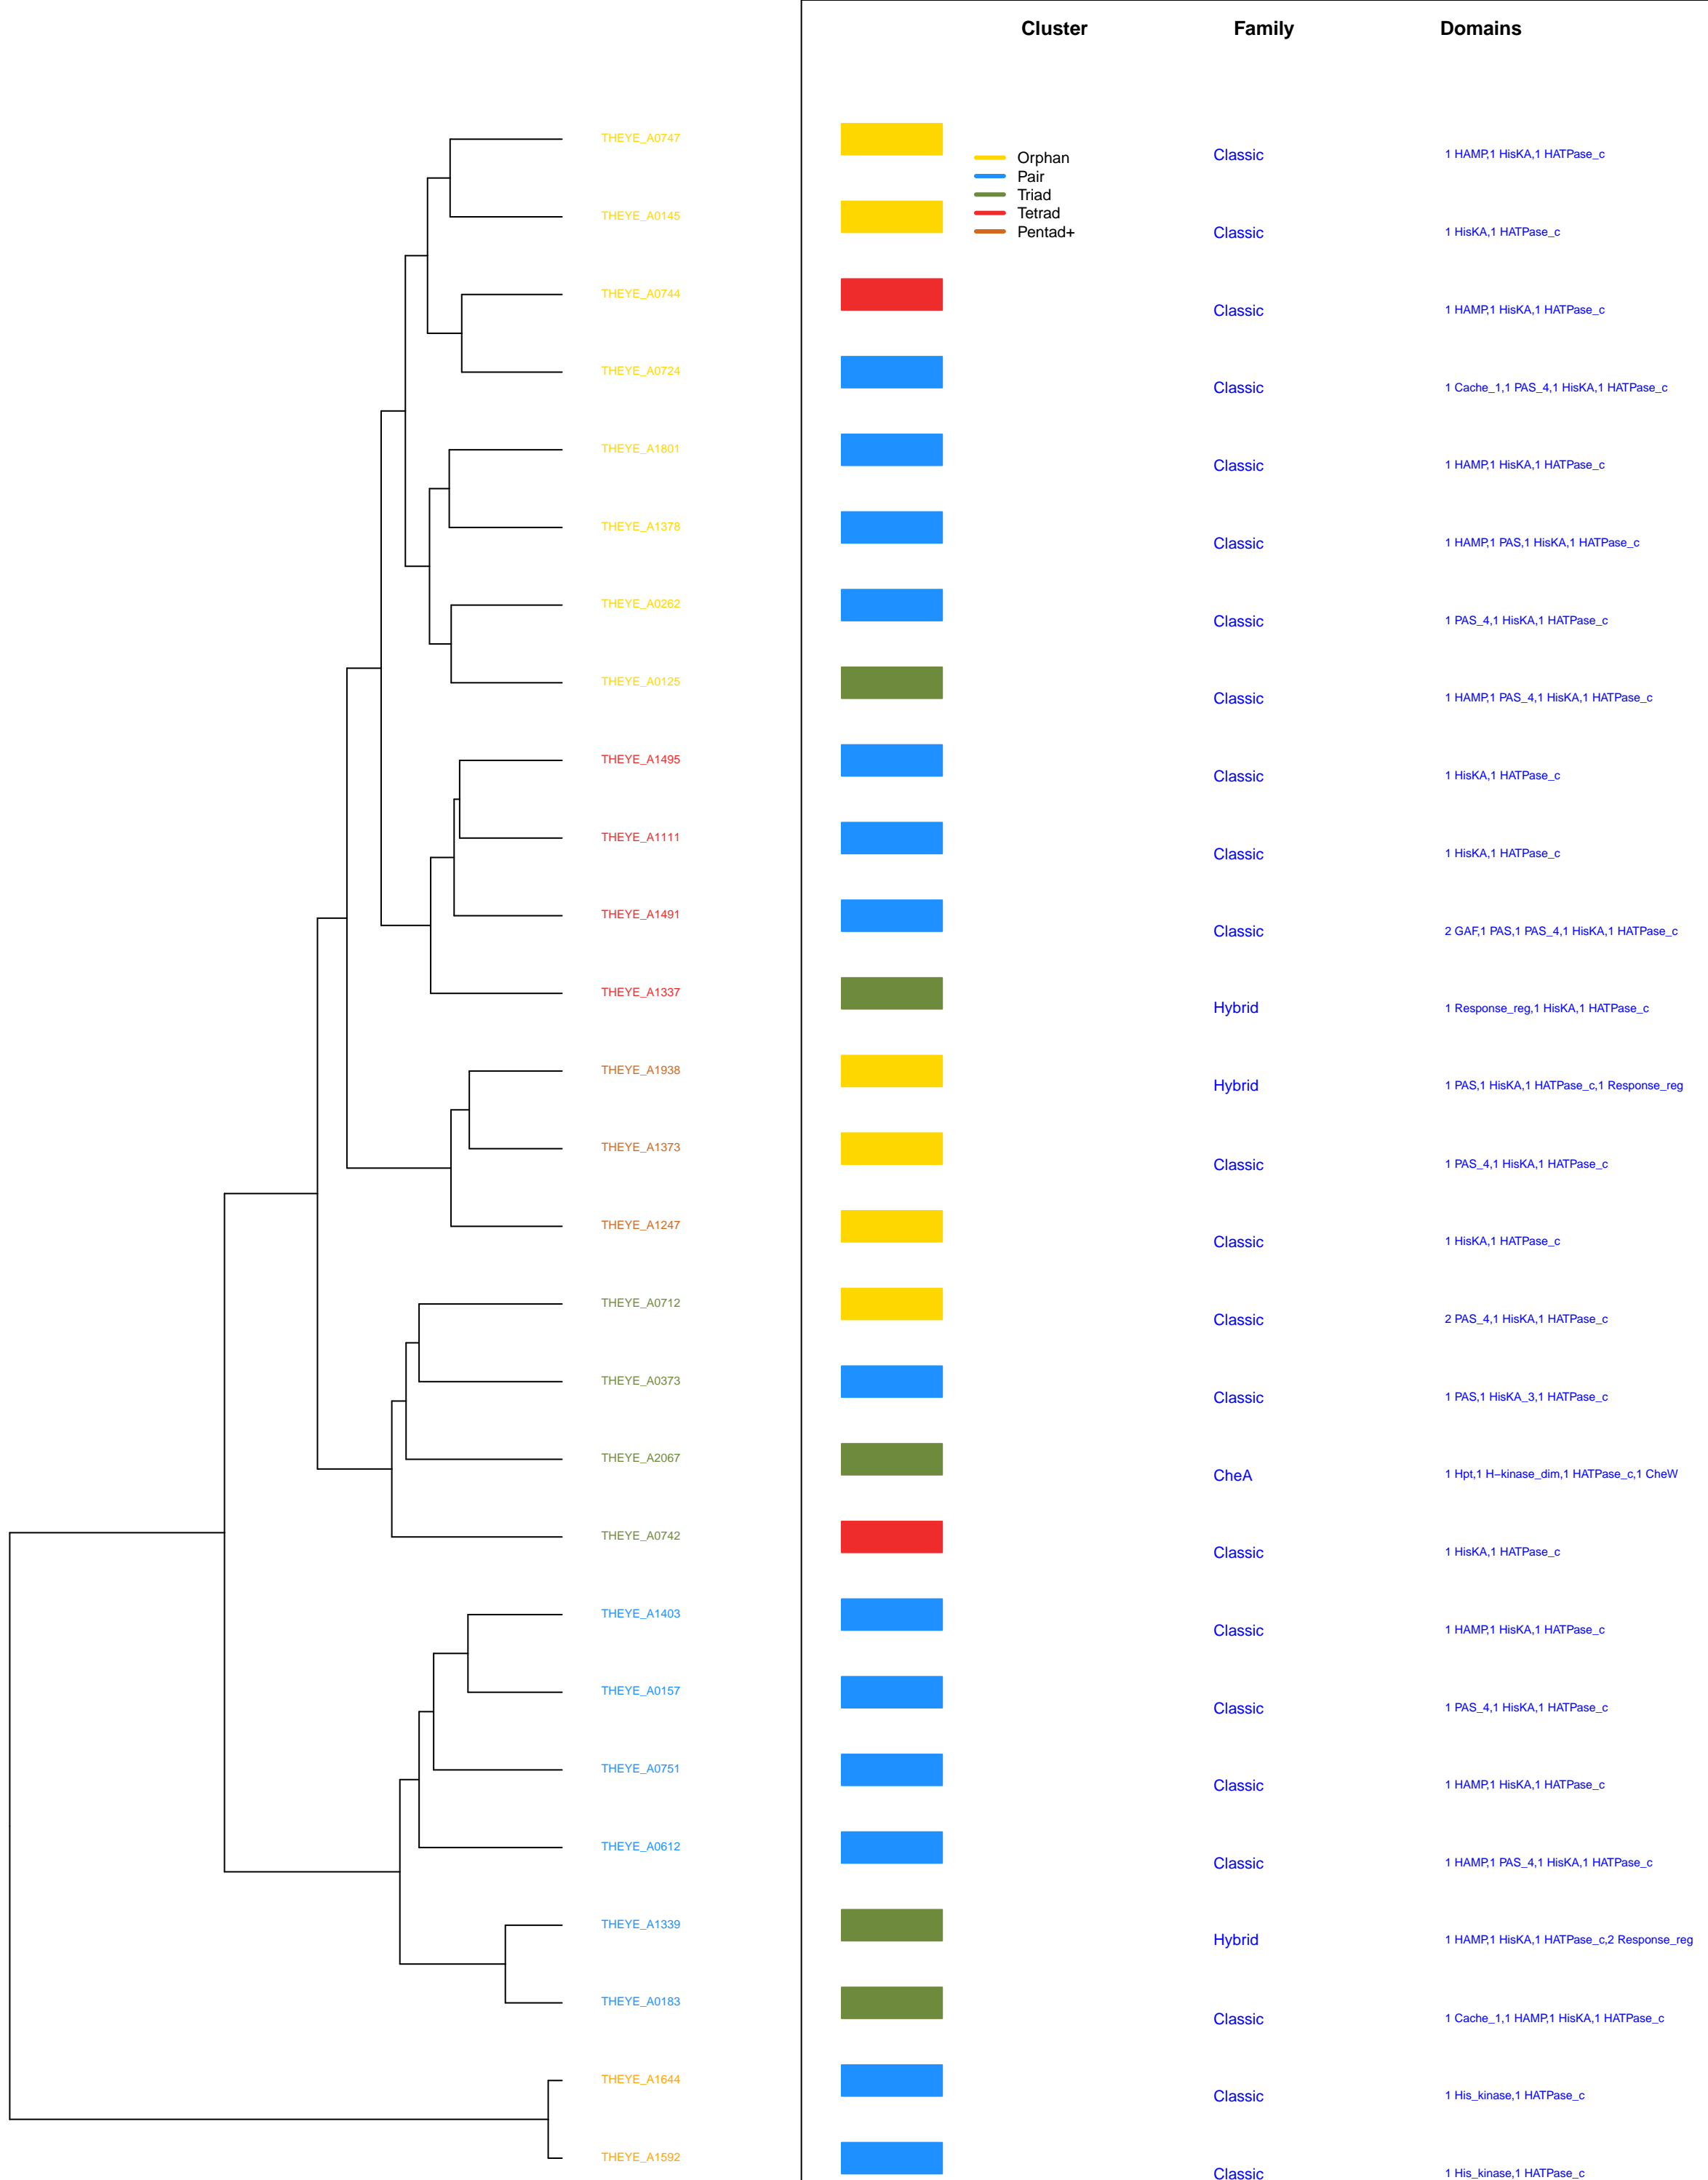 Cluster Family Domains
THEYE_A0747
Orphan
Classic 1 HAMP,1 HisKA,1 HATPase_c
Pair
Triad
THEYE_A0145 Tetrad
Pentad+ Classic 1 HisKA,1 HATPase_c
THEYE_A0744
Classic 1 HAMP,1 HisKA,1 HATPase_c
THEYE_A0724
Classic 1 Cache_1,1 PAS_4,1 HisKA,1 HATPase_c
THEYE_A1801
Classic 1 HAMP,1 HisKA,1 HATPase_c
THEYE_A1378
Classic 1 HAMP,1 PAS,1 HisKA,1 HATPase_c
THEYE_A0262
Classic 1 PAS_4,1 HisKA,1 HATPase_c
THEYE_A0125
Classic 1 HAMP,1 PAS_4,1 HisKA,1 HATPase_c
THEYE_A1495
Classic 1 HisKA,1 HATPase_c
THEYE_A1111
Classic 1 HisKA,1 HATPase_c
THEYE_A1491
Classic 2 GAF,1 PAS,1 PAS_4,1 HisKA,1 HATPase_c
THEYE_A1337
Hybrid 1 Response_reg,1 HisKA,1 HATPase_c
THEYE_A1938
Hybrid 1 PAS,1 HisKA,1 HATPase_c,1 Response_reg
THEYE_A1373
Classic 1 PAS_4,1 HisKA,1 HATPase_c
THEYE_A1247
Classic 1 HisKA,1 HATPase_c
THEYE_A0712
Classic 2 PAS_4,1 HisKA,1 HATPase_c
THEYE_A0373
Classic 1 PAS,1 HisKA_3,1 HATPase_c
THEYE_A2067
CheA 1 Hpt,1 H−kinase_dim,1 HATPase_c,1 CheW
THEYE_A0742
Classic 1 HisKA,1 HATPase_c
THEYE_A1403
Classic 1 HAMP,1 HisKA,1 HATPase_c
THEYE_A0157
Classic 1 PAS_4,1 HisKA,1 HATPase_c
THEYE_A0751
Classic 1 HAMP,1 HisKA,1 HATPase_c
THEYE_A0612
Classic 1 HAMP,1 PAS_4,1 HisKA,1 HATPase_c
THEYE_A1339
Hybrid 1 HAMP,1 HisKA,1 HATPase_c,2 Response_reg
THEYE_A0183
Classic 1 Cache_1,1 HAMP,1 HisKA,1 HATPase_c
THEYE_A1644
Classic 1 His_kinase,1 HATPase_c
THEYE_A1592
Classic 1 His_kinase,1 HATPase_c